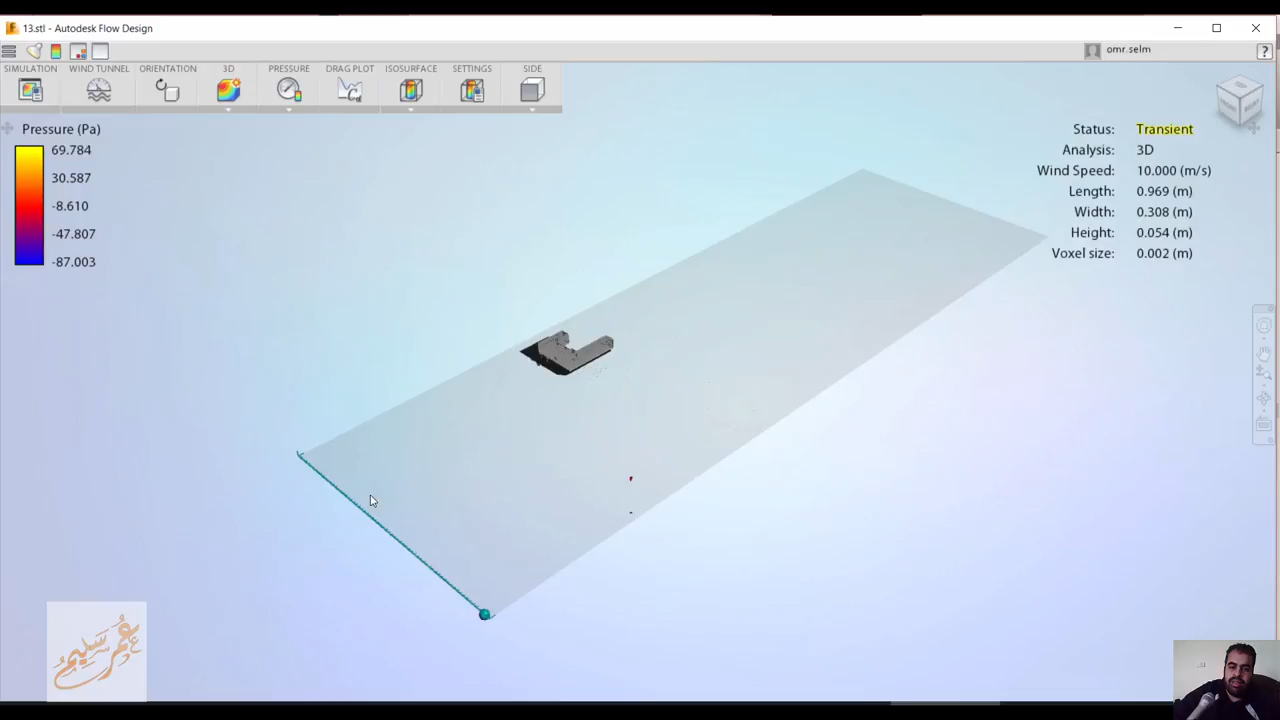 13.stl - Autodesk Flow Design
omr.selm
?
SIMULATION
WIND TUNNEL
ORIENTATION
3D
PRESSURE
DRAG PLOT
ISOSURFACE
SETTINGS
SIDE
Pressure (Pa)
69.784
30.587
-8.610
-47.807
-87.003
Status: Transient
Analysis: 3D
Wind Speed: 10.000 (m/s)
Length: 0.969 (m)
Width: 0.308 (m)
Height: 0.054 (m)
Voxel size: 0.002 (m)
عمر سليم